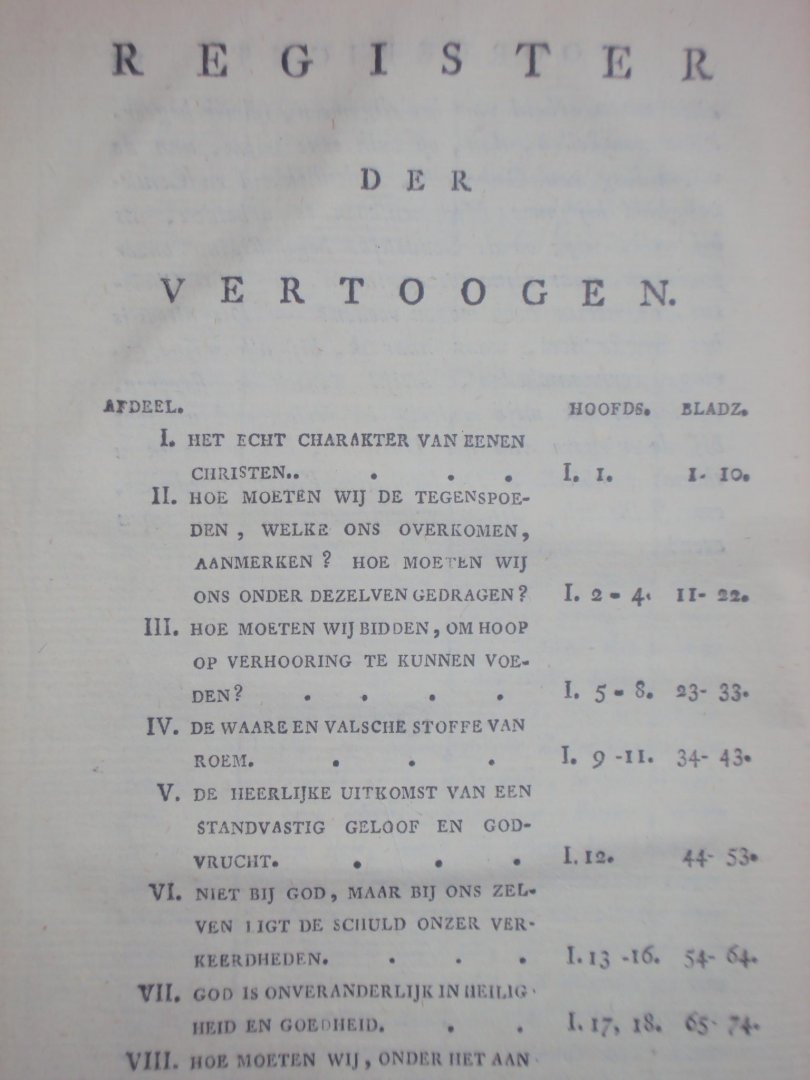 REGISTER
DER
VERTOOGEN.
AFDEEL. HOOFDS. BLADZ.
I. HET ECHT CHARAKTER VAN EENEN
CHRISTEN.. . . . I. 1. 1- 10.
II. HOE MOETEN WIJ DE TEGENSPOE-
DEN, WELKE ONS OVERKOMEN,
AANMERKEN? HOE MOETEN WIJ
ONS ONDER DEZELVEN GEDRAGEN? I. 2 - 4. 11- 22.
III. HOE MOETEN WIJ BIDDEN, OM HOOP
OP VERHOORING TE KUNNEN VOE-
DEN? . . . . I. 5 - 8. 23- 33.
IV. DE WAARE EN VALSCHE STOFFE VAN
ROEM. . . . I. 9 -11. 34- 43.
V. DE HEERLIJKE UITKOMST VAN EEN
STANDVASTIG GELOOF EN GOD-
VRUCHT. . . . I. 12. 44- 53.
VI. NIET BIJ GOD, MAAR BIJ ONS ZEL-
VEN LIGT DE SCHULD ONZER VER-
KEERDHEDEN. . . . I. 13 -16. 54- 64.
VII. GOD IS ONVERANDERLIJK IN HEILIG-
HEID EN GOEDHEID. . . I. 17, 18. 65- 74.
VIII. HOE MOETEN WIJ, ONDER HET AAN